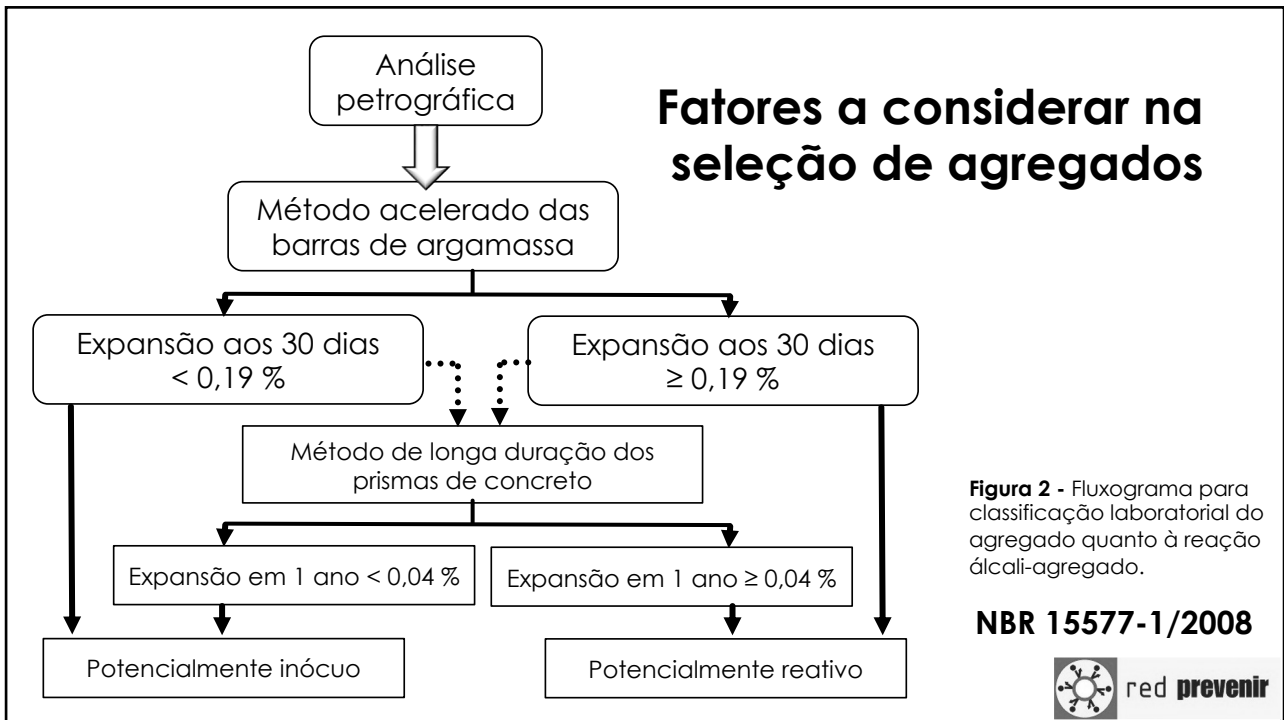 Análise
petrográfica
Fatores a considerar na
seleção de agregados
Método acelerado das
barras de argamassa
Expansão aos 30 dias
< 0,19 %
Expansão aos 30 dias
≥ 0,19 %
Método de longa duração dos
prismas de concreto
Figura 2 - Fluxograma para
classificação laboratorial do
agregado quanto à reação
álcali-agregado.
Expansão em 1 ano < 0,04 %
Expansão em 1 ano ≥ 0,04 %
NBR 15577-1/2008
Potencialmente inócuo
Potencialmente reativo
red prevenir